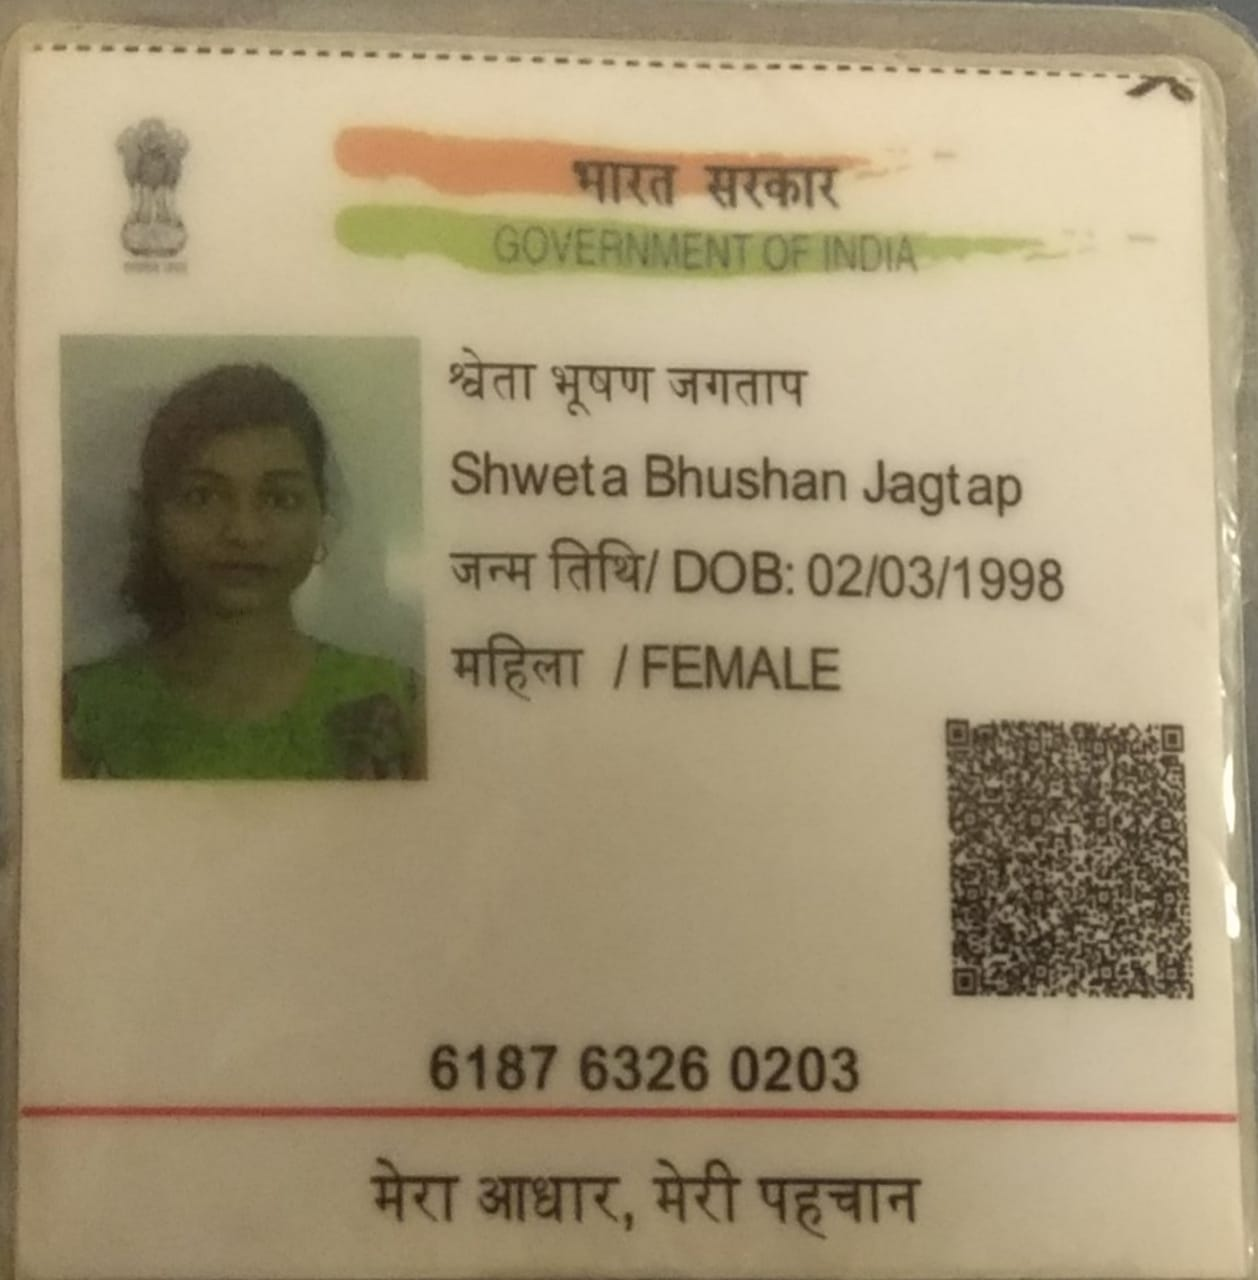 भारत सरकार
GOVERNMENT OF INDIA
श्वेता भूषण जगताप
Shweta Bhushan Jagtap
जन्म तिथि/ DOB: 02/03/1998
महिला / FEMALE
6187 6326 0203
मेरा आधार, मेरी पहचान